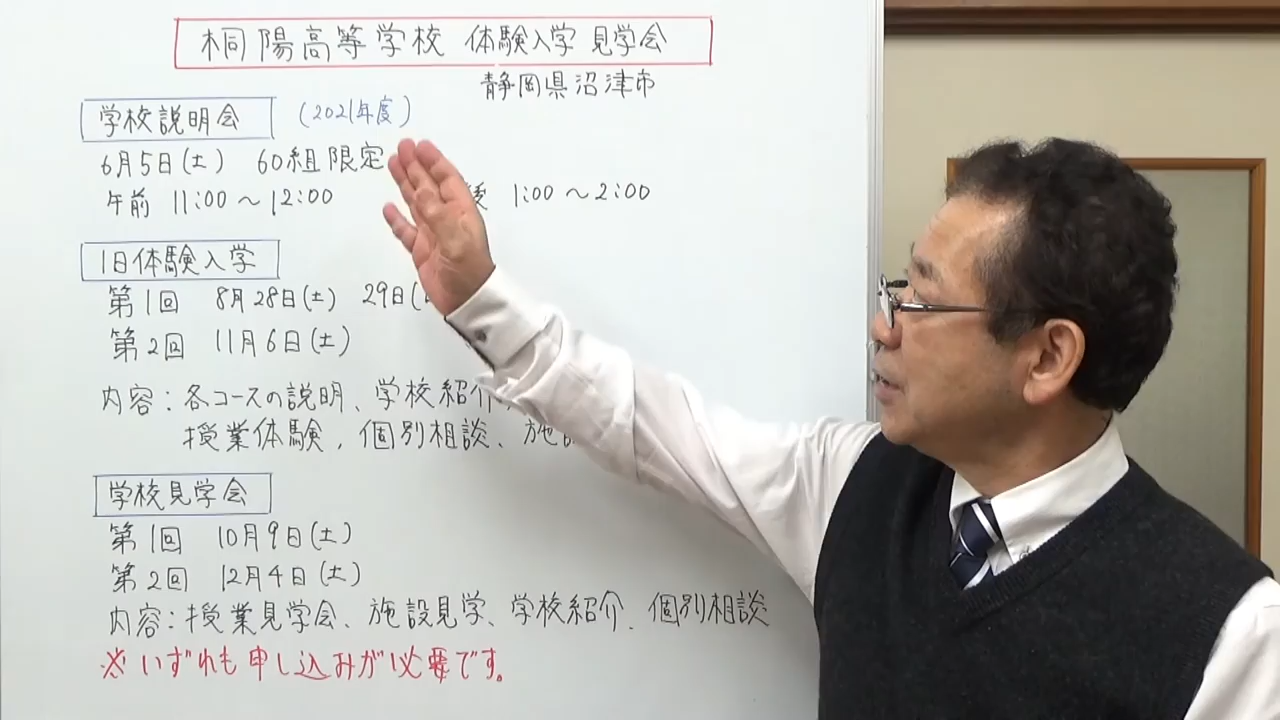 桐陽高等学校 体験入学 見学会
静岡県沼津市
学校説明会 (2021年度)
6月5日(土) 60組限定
午前 11:00～12:00 後 1:00～2:00
1日体験入学
第1回 8月28日(土) 29日(
第2回 11月6日(土)
内容：各コースの説明、学校紹介
授業体験、個別相談、施設
学校見学会
第1回 10月9日(土)
第2回 12月4日(土)
内容：授業見学会、施設見学、学校紹介、個別相談
※いずれも申し込みが必要です。